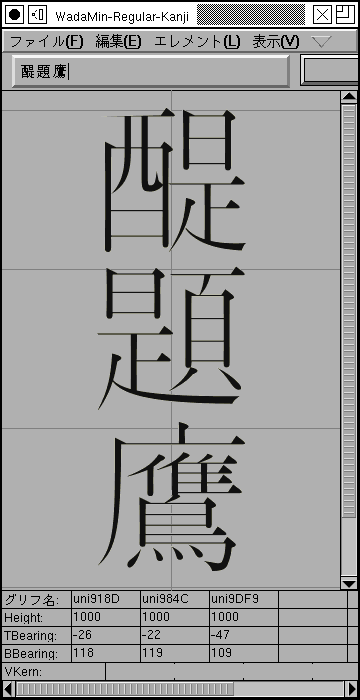 WadaMin-Regular-Kanji
ファイル(F) 編集(E) エレメント(L) 表示(V)
醍題鷹
醍
題
鷹
グリフ名: uni918D uni984C uni9DF9
Height: 1000 1000 1000
TBearing: -26 -22 -47
BBearing: 118 119 109
VKern: